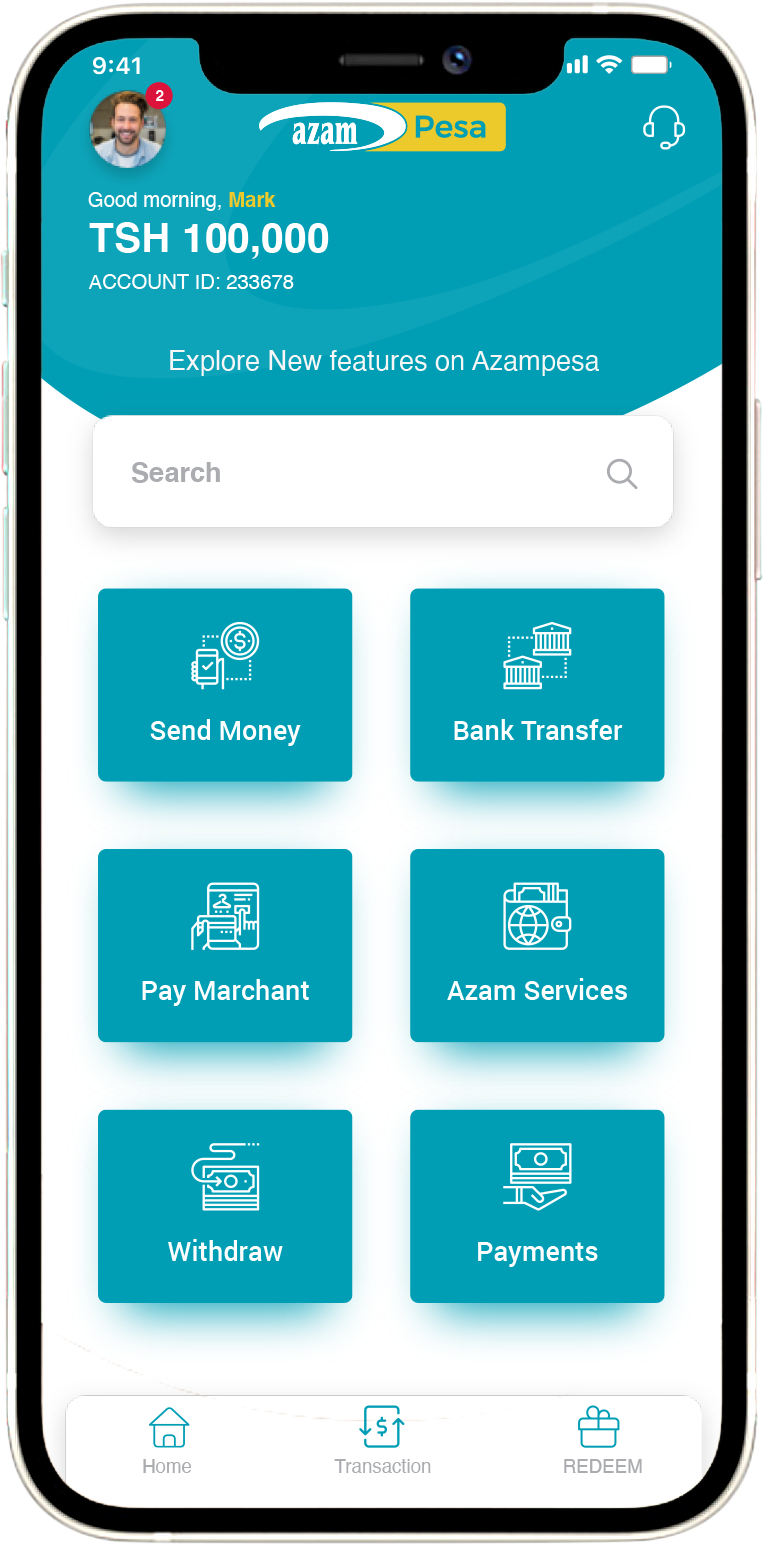 9:41
2
azam Pesa
Good morning, Mark
TSH 100,000
ACCOUNT ID: 233678
Explore New features on Azampesa
Search
Send Money
Bank Transfer
Pay Marchant
Azam Services
Withdraw
Payments
Home
Transaction
REDEEM